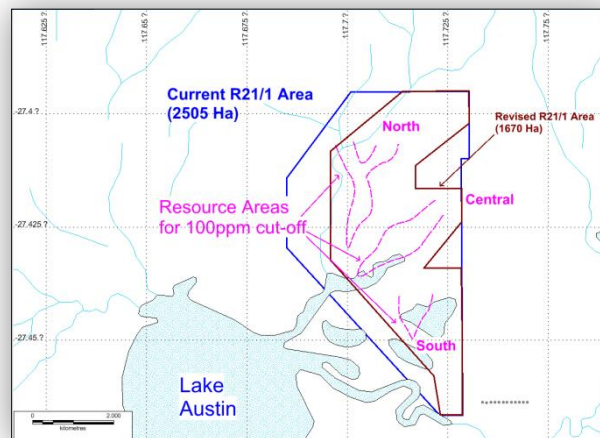 117.625 ?
117.65 ?
117.675 ?
117.7 ?
117.725 ?
117.75 ?
Current R21/1 Area
(2505 Ha)
-27.4 ?
North
Revised R21/1 Area
(1670 Ha)
Resource Areas
for 100ppm cut-off
Central
-27.425 ?
-27.45 ?
South
Lake
Austin
0
2.000
kilometres